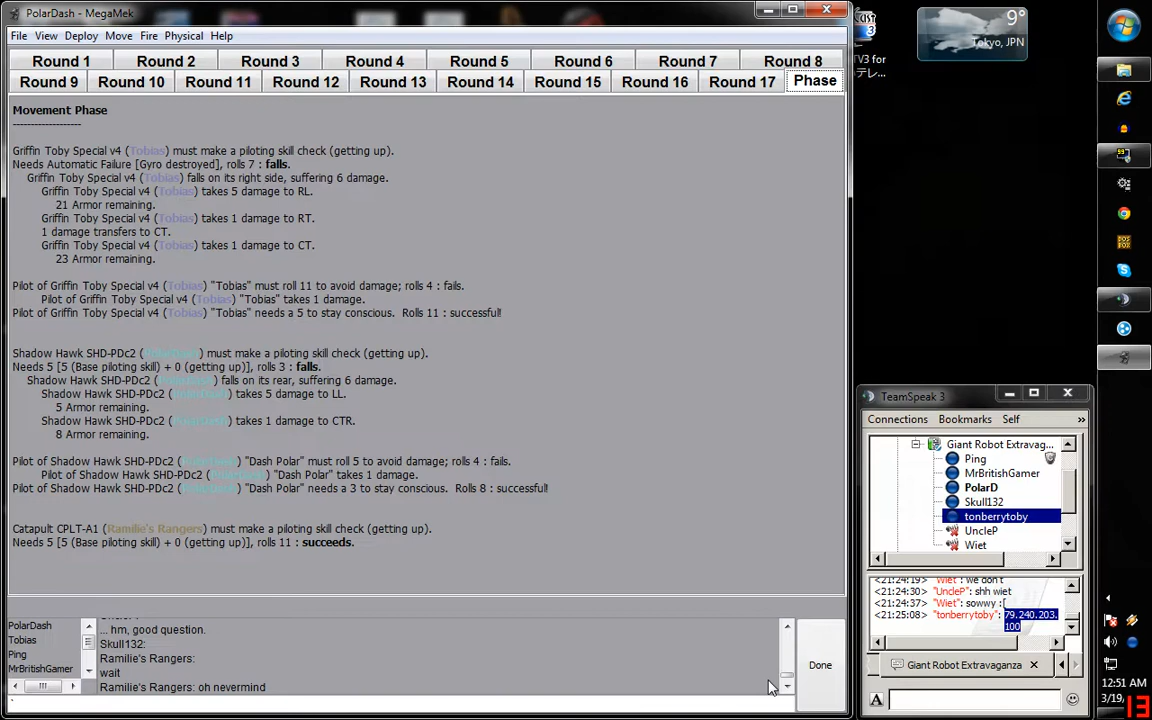 PolarDash - MegaMek
File View Deploy Move Fire Physical Help
Round 1 Round 2 Round 3 Round 4 Round 5 Round 6 Round 7 Round 8
Round 9 Round 10 Round 11 Round 12 Round 13 Round 14 Round 15 Round 16 Round 17 Phase
Movement Phase
--------------------
Griffin Toby Special v4 (Tobias) must make a piloting skill check (getting up).
Needs Automatic Failure [Gyro destroyed], rolls 7 : falls.
Griffin Toby Special v4 (Tobias) falls on its right side, suffering 6 damage.
Griffin Toby Special v4 (Tobias) takes 5 damage to RL.
21 Armor remaining.
Griffin Toby Special v4 (Tobias) takes 1 damage to RT.
1 damage transfers to CT.
Griffin Toby Special v4 (Tobias) takes 1 damage to CT.
23 Armor remaining.
Pilot of Griffin Toby Special v4 (Tobias) "Tobias" must roll 11 to avoid damage; rolls 4 : fails.
Pilot of Griffin Toby Special v4 (Tobias) "Tobias" takes 1 damage.
Pilot of Griffin Toby Special v4 (Tobias) "Tobias" needs a 5 to stay conscious. Rolls 11 : successful!
Shadow Hawk SHD-PDc2 (PolarDash) must make a piloting skill check (getting up).
Needs 5 [5 (Base piloting skill) + 0 (getting up)], rolls 3 : falls.
Shadow Hawk SHD-PDc2 (PolarDash) falls on its rear, suffering 6 damage.
Shadow Hawk SHD-PDc2 (PolarDash) takes 5 damage to LL.
5 Armor remaining.
Shadow Hawk SHD-PDc2 (PolarDash) takes 1 damage to CTR.
8 Armor remaining.
Pilot of Shadow Hawk SHD-PDc2 (PolarDash) "Dash Polar" must roll 5 to avoid damage; rolls 4 : fails.
Pilot of Shadow Hawk SHD-PDc2 (PolarDash) "Dash Polar" takes 1 damage.
Pilot of Shadow Hawk SHD-PDc2 (PolarDash) "Dash Polar" needs a 3 to stay conscious. Rolls 8 : successful!
Catapult CPLT-A1 (Ramilie's Rangers) must make a piloting skill check (getting up).
Needs 5 [5 (Base piloting skill) + 0 (getting up)], rolls 11 : succeeds.
PolarDash
Tobias
Ping
MrBritishGamer
... hm, good question.
Skull132:
Ramilie's Rangers:
wait
Ramilie's Rangers: oh nevermind
Done
9°
Tokyo, JPN
TeamSpeak 3
Connections Bookmarks Self »
Giant Robot Extravag...
Ping
MrBritishGamer
PolarD
Skull132
tonberrytoby
UncleP
Wiet
<21:24:19> "Wiet": we don't
<21:24:30> "UncleP": shh wiet
<21:24:37> "Wiet": sowwy :[
<21:25:08> "tonberrytoby": 79.240.203.
100
Giant Robot Extravaganza
12:51 AM
3/19/
13